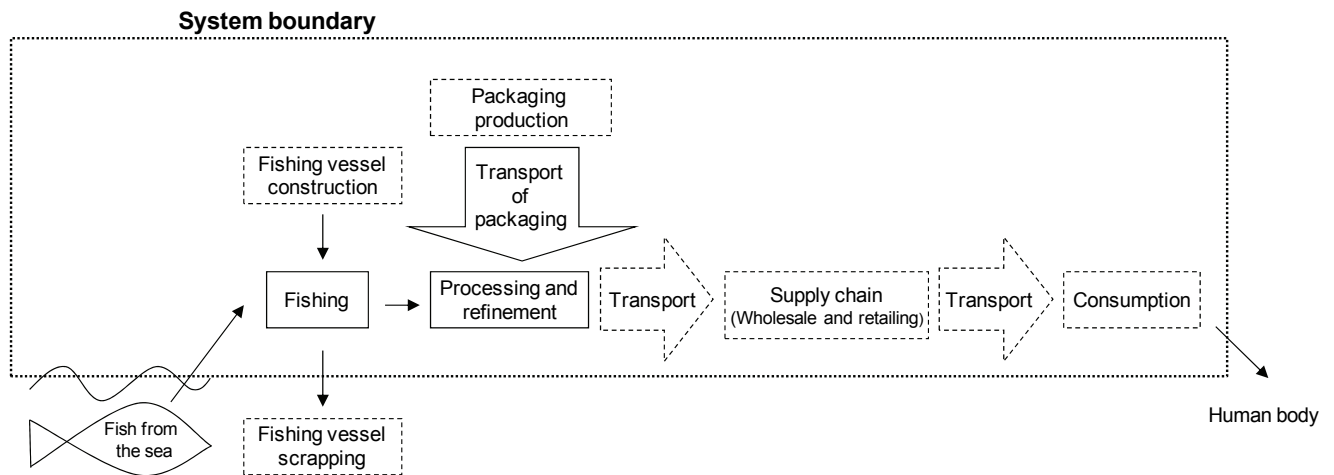 System boundary
Packaging
production
Fishing vessel
construction
Transport
of
packaging
Fishing
Processing and
refinement
Transport
Supply chain
(Wholesale and retailing)
Transport
Consumption
Fish from
the sea
Fishing vessel
scrapping
Human body